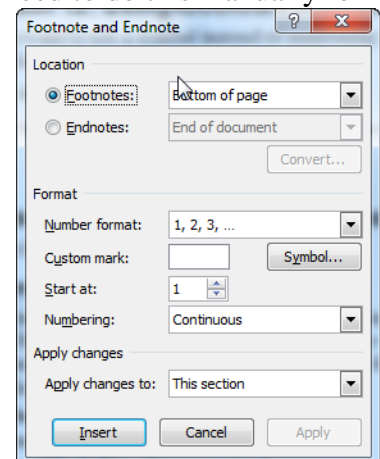 Footnote and Endnote
Location
Footnotes: Bottom of page
Endnotes: End of document
Convert...
Format
Number format: 1, 2, 3, ...
Custom mark: Symbol...
Start at: 1
Numbering: Continuous
Apply changes
Apply changes to: This section
Insert Cancel Apply